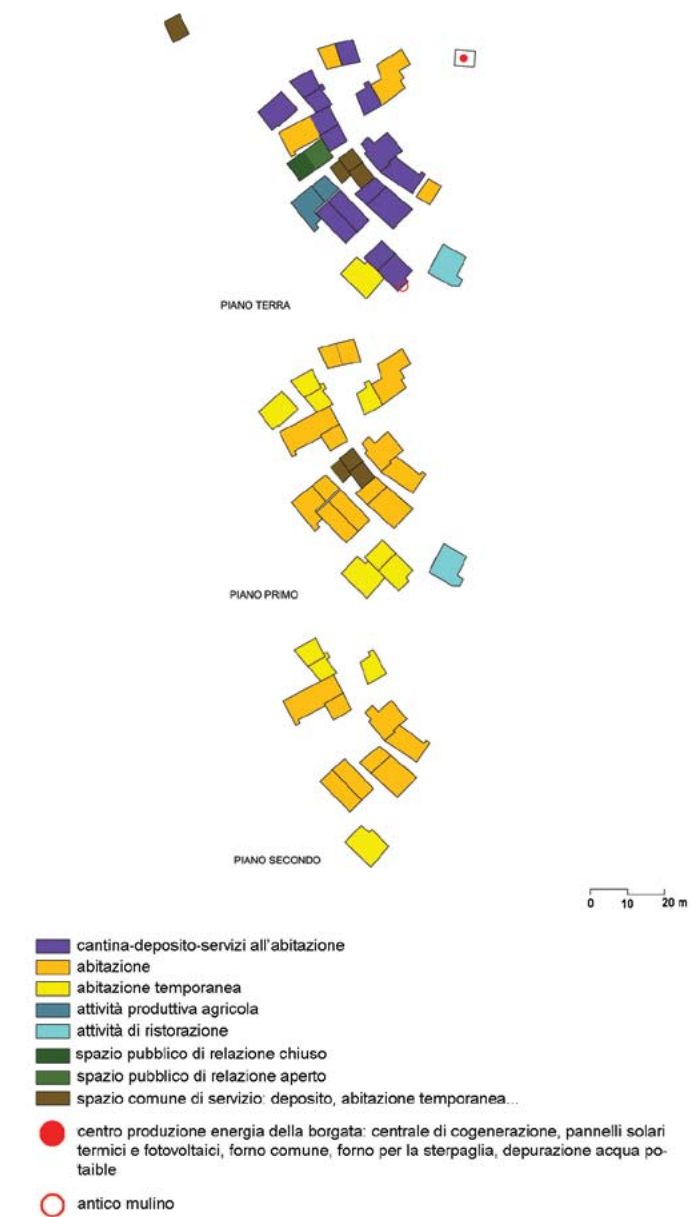 PIANO TERRA
PIANO PRIMO
PIANO SECONDO
0 10 20 m
cantina-deposito-servizi all'abitazione
abitazione
abitazione temporanea
attività produttiva agricola
attività di ristorazione
spazio pubblico di relazione chiuso
spazio pubblico di relazione aperto
spazio comune di servizio: deposito, abitazione temporanea...
centro produzione energia della borgata: centrale di cogenerazione, pannelli solari
termici e fotovoltaici, forno comune, forno per la sterpaglia, depurazione acqua po-
taibile
antico mulino